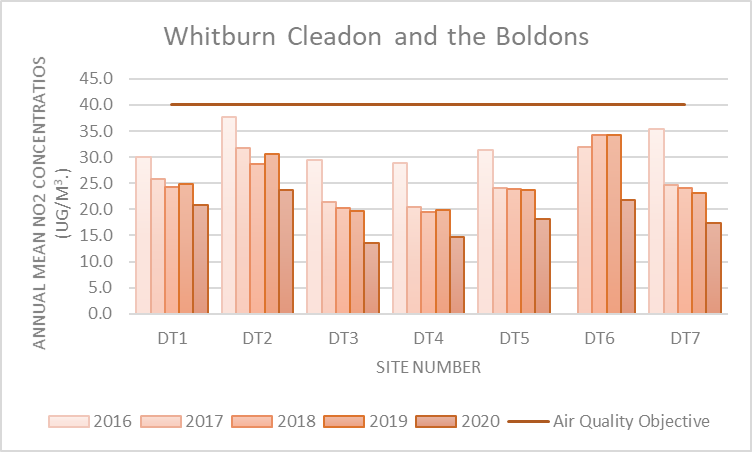 Whitburn Cleadon and the Boldons
ANNUAL MEAN NO2 CONCENTRATIOS
(UG/M³.)
45.0
40.0
35.0
30.0
25.0
20.0
15.0
10.0
5.0
0.0
DT1 DT2 DT3 DT4 DT5 DT6 DT7
SITE NUMBER
2016 2017 2018 2019 2020 Air Quality Objective